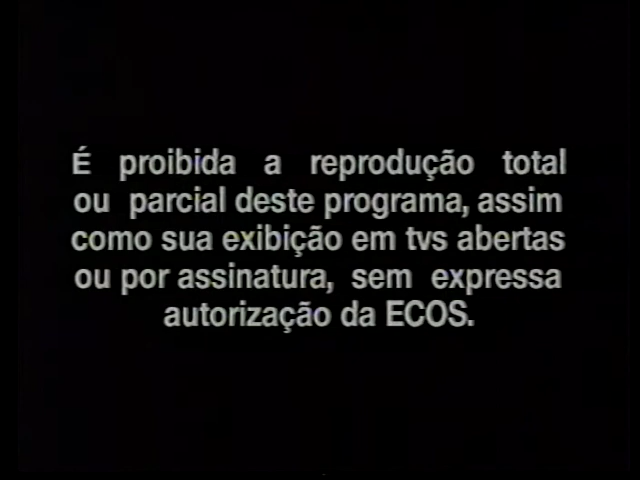 É proibida a reprodução total
ou parcial deste programa, assim
como sua exibição em tvs abertas
ou por assinatura, sem expressa
autorização da ECOS.